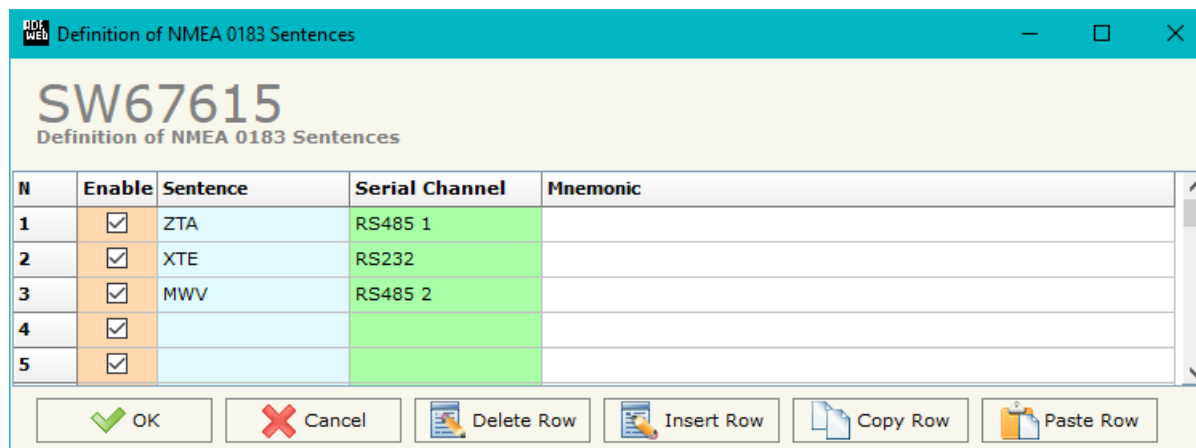 ADF WEB Definition of NMEA 0183 Sentences
SW67615
Definition of NMEA 0183 Sentences
N Enable Sentence Serial Channel Mnemonic
1 ZTA RS485 1
2 XTE RS232
3 MWV RS485 2
4
5
OK Cancel Delete Row Insert Row Copy Row Paste Row